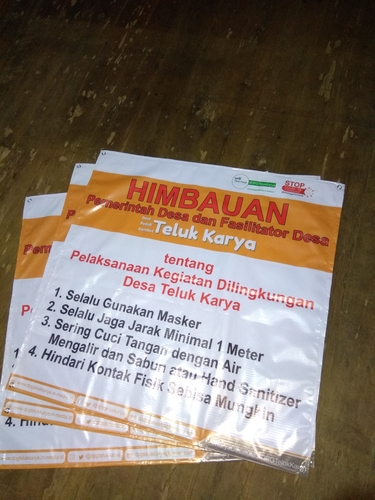 STOP
HIMBAUAN
Pemerintah Desa dan Fasilitator Desa
Teluk Karya
tentang
Pelaksanaan Kegiatan Dilingkungan
Desa Teluk Karya
1. Selalu Gunakan Masker
2. Selalu Jaga Jarak Minimal 1 Meter
3. Sering Cuci Tangan dengan Air
Mengalir dan Sabun atau Hand Sanitizer
4. Hindari Kontak Fisik Sebisa Mungkin